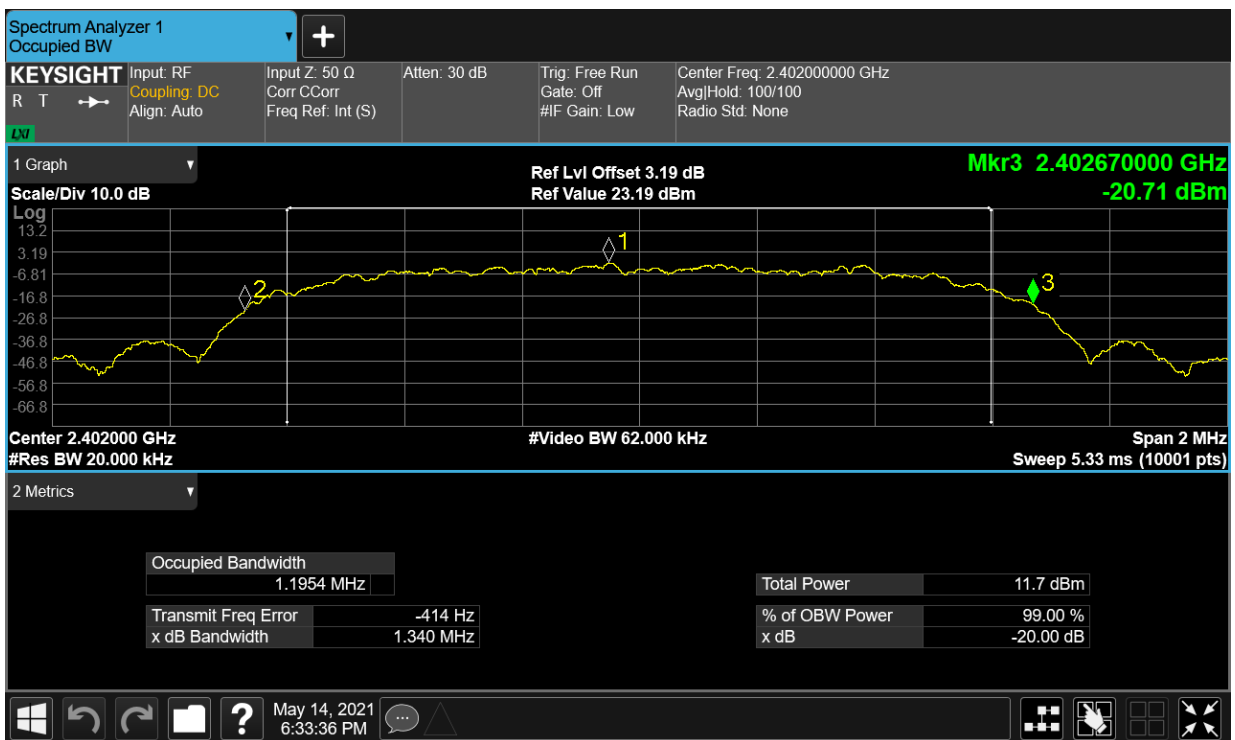 Spectrum Analyzer 1
Occupied BW
▼
+
KEYSIGHT
R T
LXI
Input: RF
Coupling: DC
Align: Auto
Input Z: 50 Ω
Corr CCorr
Freq Ref: Int (S)
Atten: 30 dB
Trig: Free Run
Gate: Off
#IF Gain: Low
Center Freq: 2.402000000 GHz
Avg|Hold: 100/100
Radio Std: None
1 Graph ▼
Scale/Div 10.0 dB
Ref Lvl Offset 3.19 dB
Ref Value 23.19 dBm
Mkr3 2.402670000 GHz
-20.71 dBm
Log
13.2
3.19
-6.81
-16.8
-26.8
-36.8
-46.8
-56.8
-66.8
1
2
3
Center 2.402000 GHz
#Res BW 20.000 kHz
#Video BW 62.000 kHz
Span 2 MHz
Sweep 5.33 ms (10001 pts)
2 Metrics ▼
Occupied Bandwidth
1.1954 MHz
Transmit Freq Error -414 Hz
x dB Bandwidth 1.340 MHz
Total Power 11.7 dBm
% of OBW Power 99.00 %
x dB -20.00 dB
?
May 14, 2021
6:33:36 PM